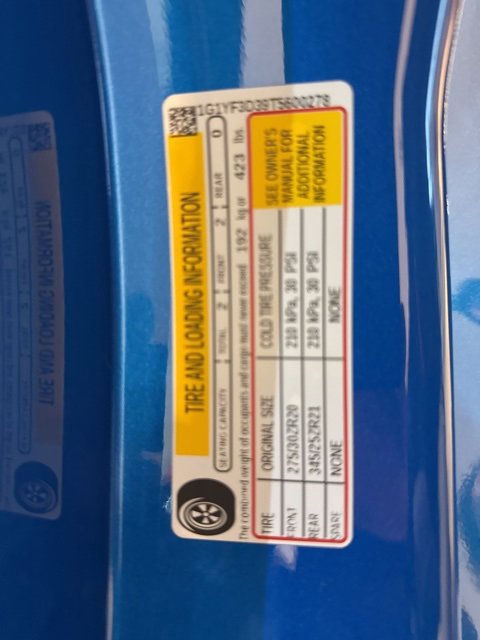 1G1YF3D39T5600278
TIRE AND LOADING INFORMATION
SEATING CAPACITY TOTAL 2 FRONT 2 REAR 0
The combined weight of occupants and cargo must never exceed 192 kg or 423 lbs.
TIRE ORIGINAL SIZE COLD TIRE PRESSURE SEE OWNER'S MANUAL FOR ADDITIONAL INFORMATION
FRONT 275/30ZR20 210 kPa, 30 PSI
REAR 345/25ZR21 210 kPa, 30 PSI
SPARE NONE NONE